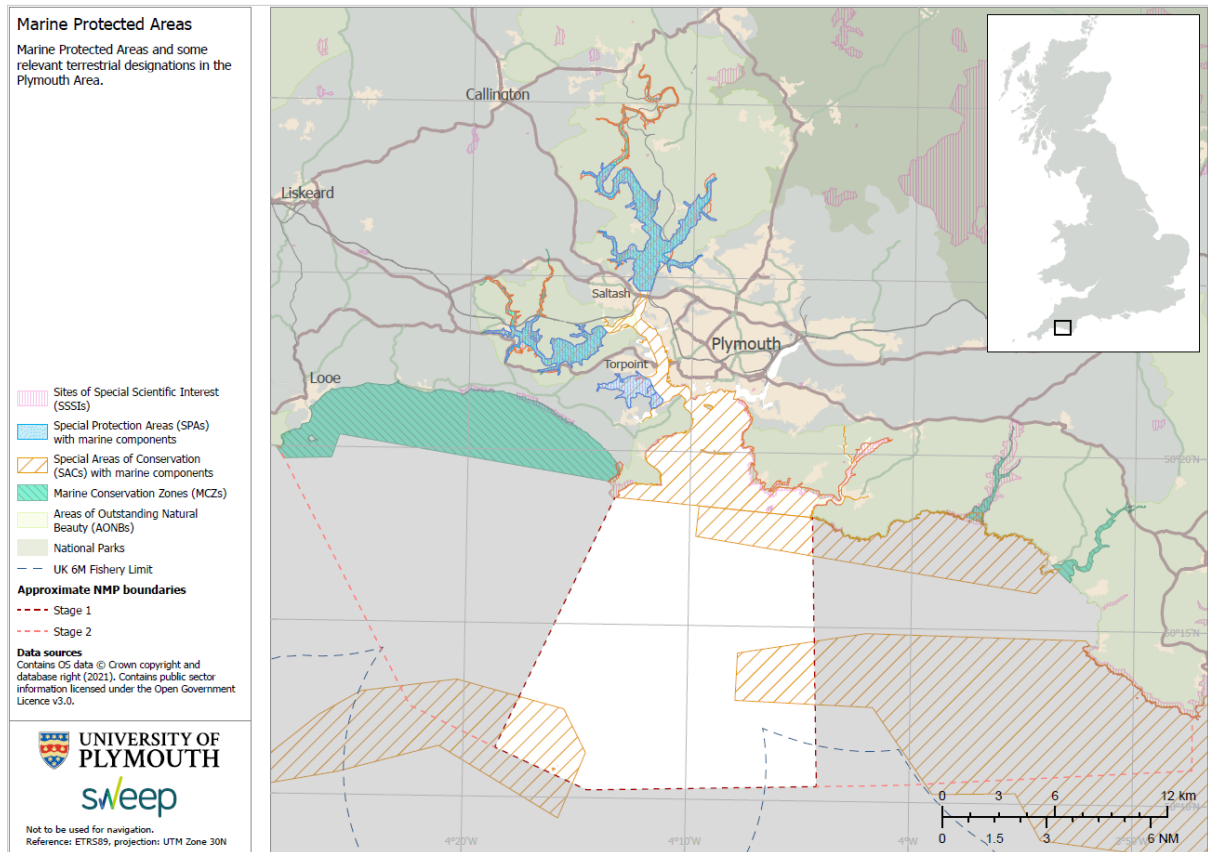 Marine Protected Areas
Marine Protected Areas and some
relevant terrestrial designations in the
Plymouth Area.
Sites of Special Scientific Interest
(SSSIs)
Special Protection Areas (SPAs)
with marine components
Special Areas of Conservation
(SACs) with marine components
Marine Conservation Zones (MCZs)
Areas of Outstanding Natural
Beauty (AONBs)
National Parks
UK 6M Fishery Limit
Approximate NMP boundaries
Stage 1
Stage 2
Data sources
Contains OS data © Crown copyright and
database right (2021). Contains public sector
information licensed under the Open Government
Licence v3.0.
UNIVERSITY OF
PLYMOUTH
sweep
Not to be used for navigation.
Reference: ETRS89, projection: UTM Zone 30N
Callington
Liskeard
Saltash
Plymouth
Torpoint
Looe
50°20'N
50°15'N
50°10'N
4°20'W
4°10'W
4°W
3°50'W
0 3 6 12 km
0 1.5 3 6 NM